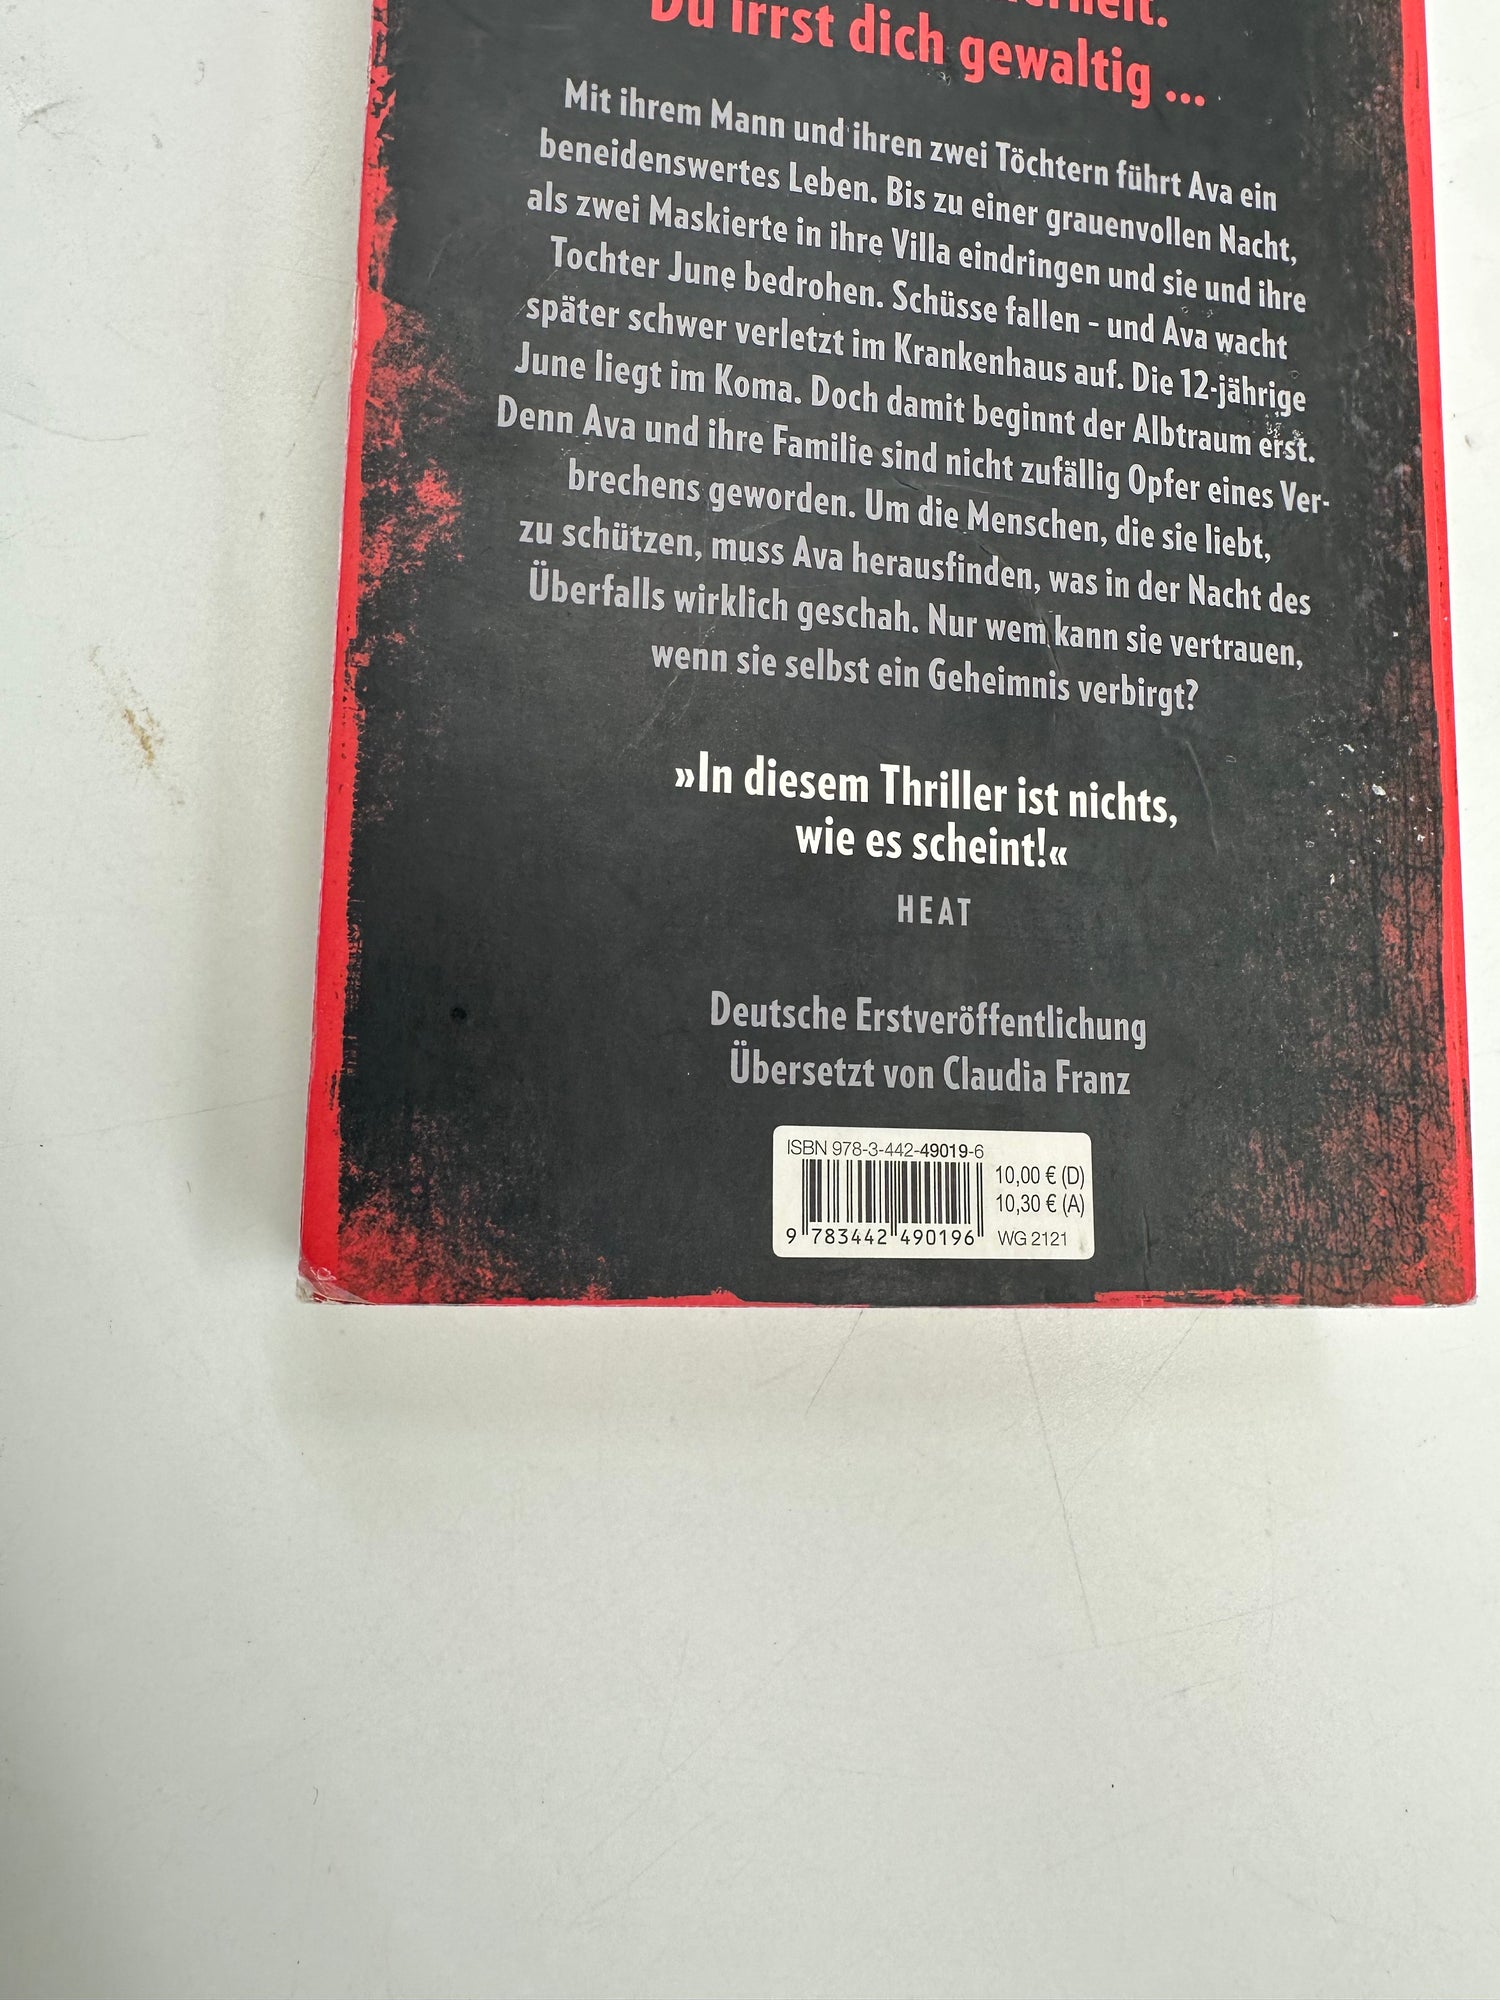 Du irrst dich gewaltig ...
Mit ihrem Mann und ihren zwei Töchtern führt Ava ein
beneidenswertes Leben. Bis zu einer grauenvollen Nacht,
als zwei Maskierte in ihre Villa eindringen und sie und ihre
Tochter June bedrohen. Schüsse fallen – und Ava wacht
später schwer verletzt im Krankenhaus auf. Die 12-jährige
June liegt im Koma. Doch damit beginnt der Albtraum erst.
Denn Ava und ihre Familie sind nicht zufällig Opfer eines Ver-
brechens geworden. Um die Menschen, die sie liebt,
zu schützen, muss Ava herausfinden, was in der Nacht des
Überfalls wirklich geschah. Nur wem kann sie vertrauen,
wenn sie selbst ein Geheimnis verbirgt?
»In diesem Thriller ist nichts,
wie es scheint!«
HEAT
Deutsche Erstveröffentlichung
Übersetzt von Claudia Franz
ISBN 978-3-442-49019-6
10,00 € (D)
10,30 € (A)
9 783442 490196 WG 2121